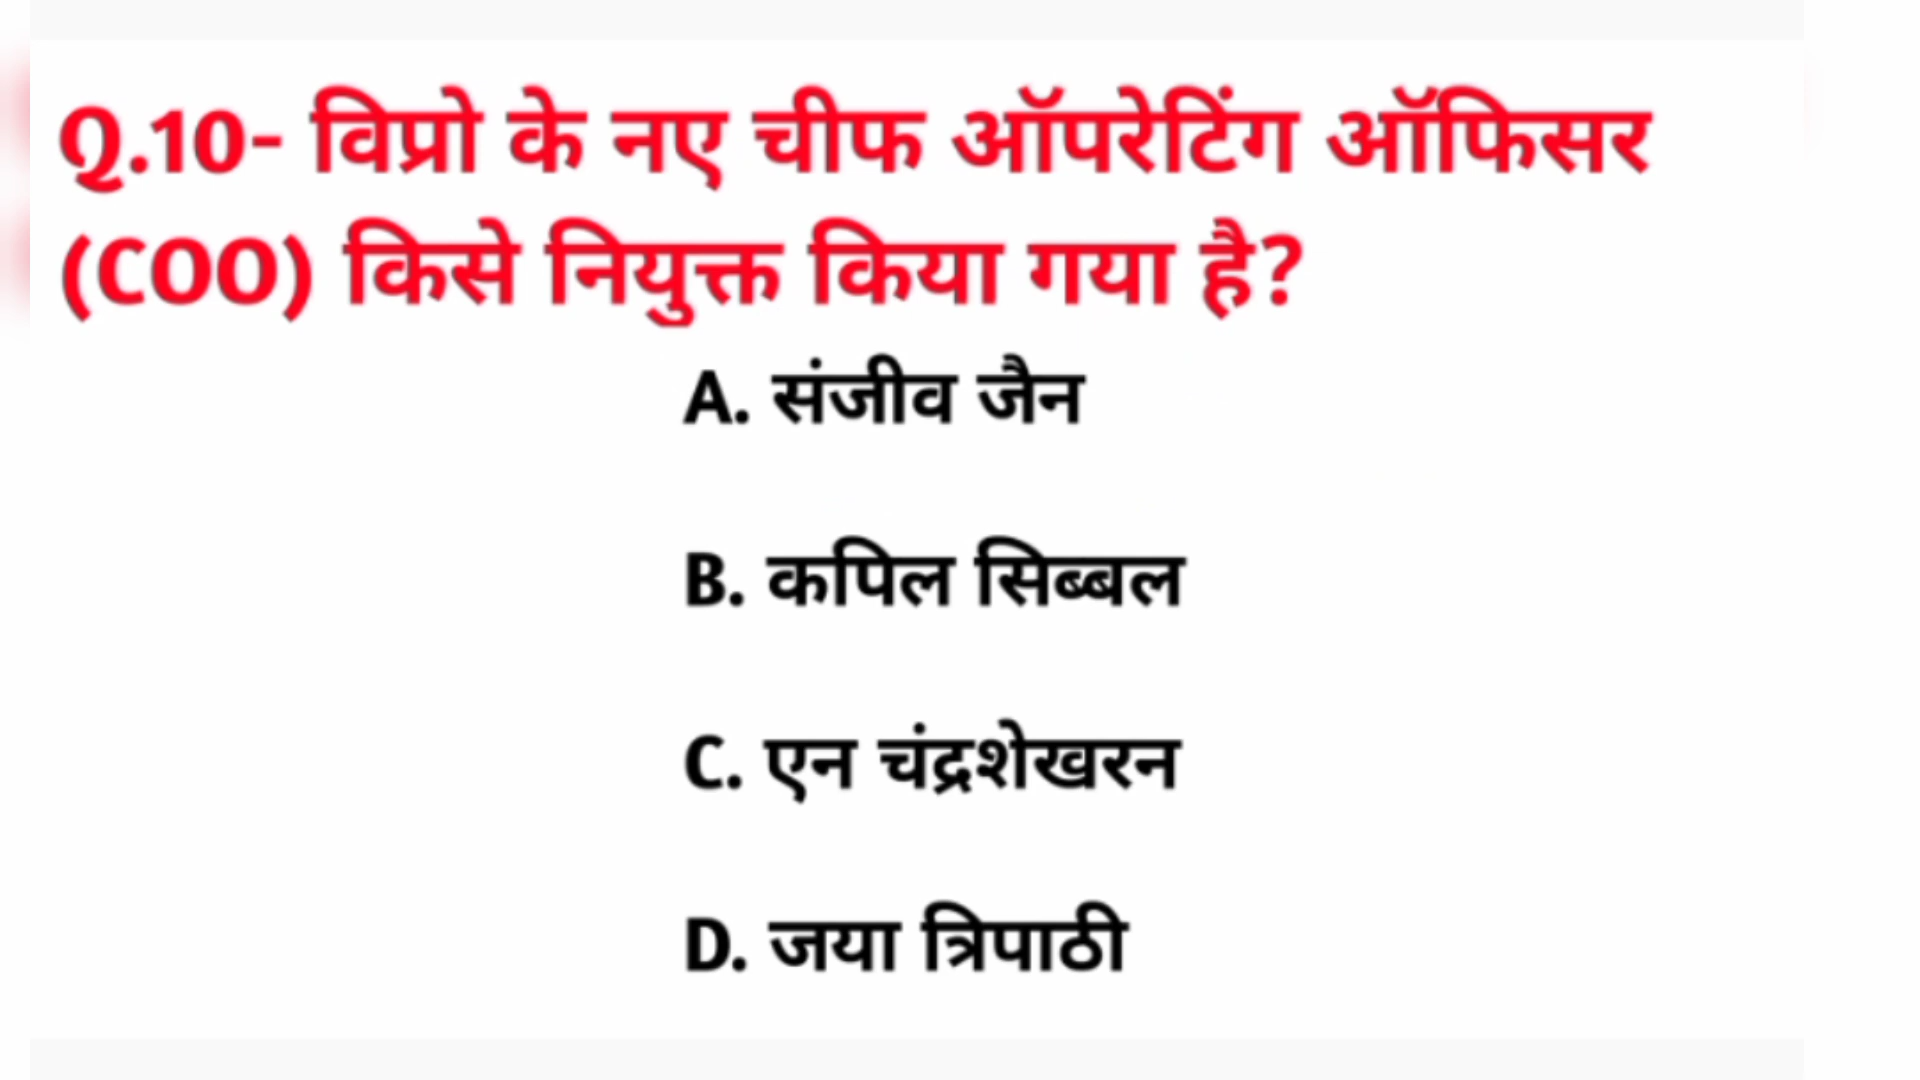 Q.10- विप्रो के नए चीफ ऑपरेटिंग ऑफिसर
(COO) किसे नियुक्त किया गया है?
A. संजीव जैन
B. कपिल सिब्बल
C. एन चंद्रशेखरन
D. जया त्रिपाठी